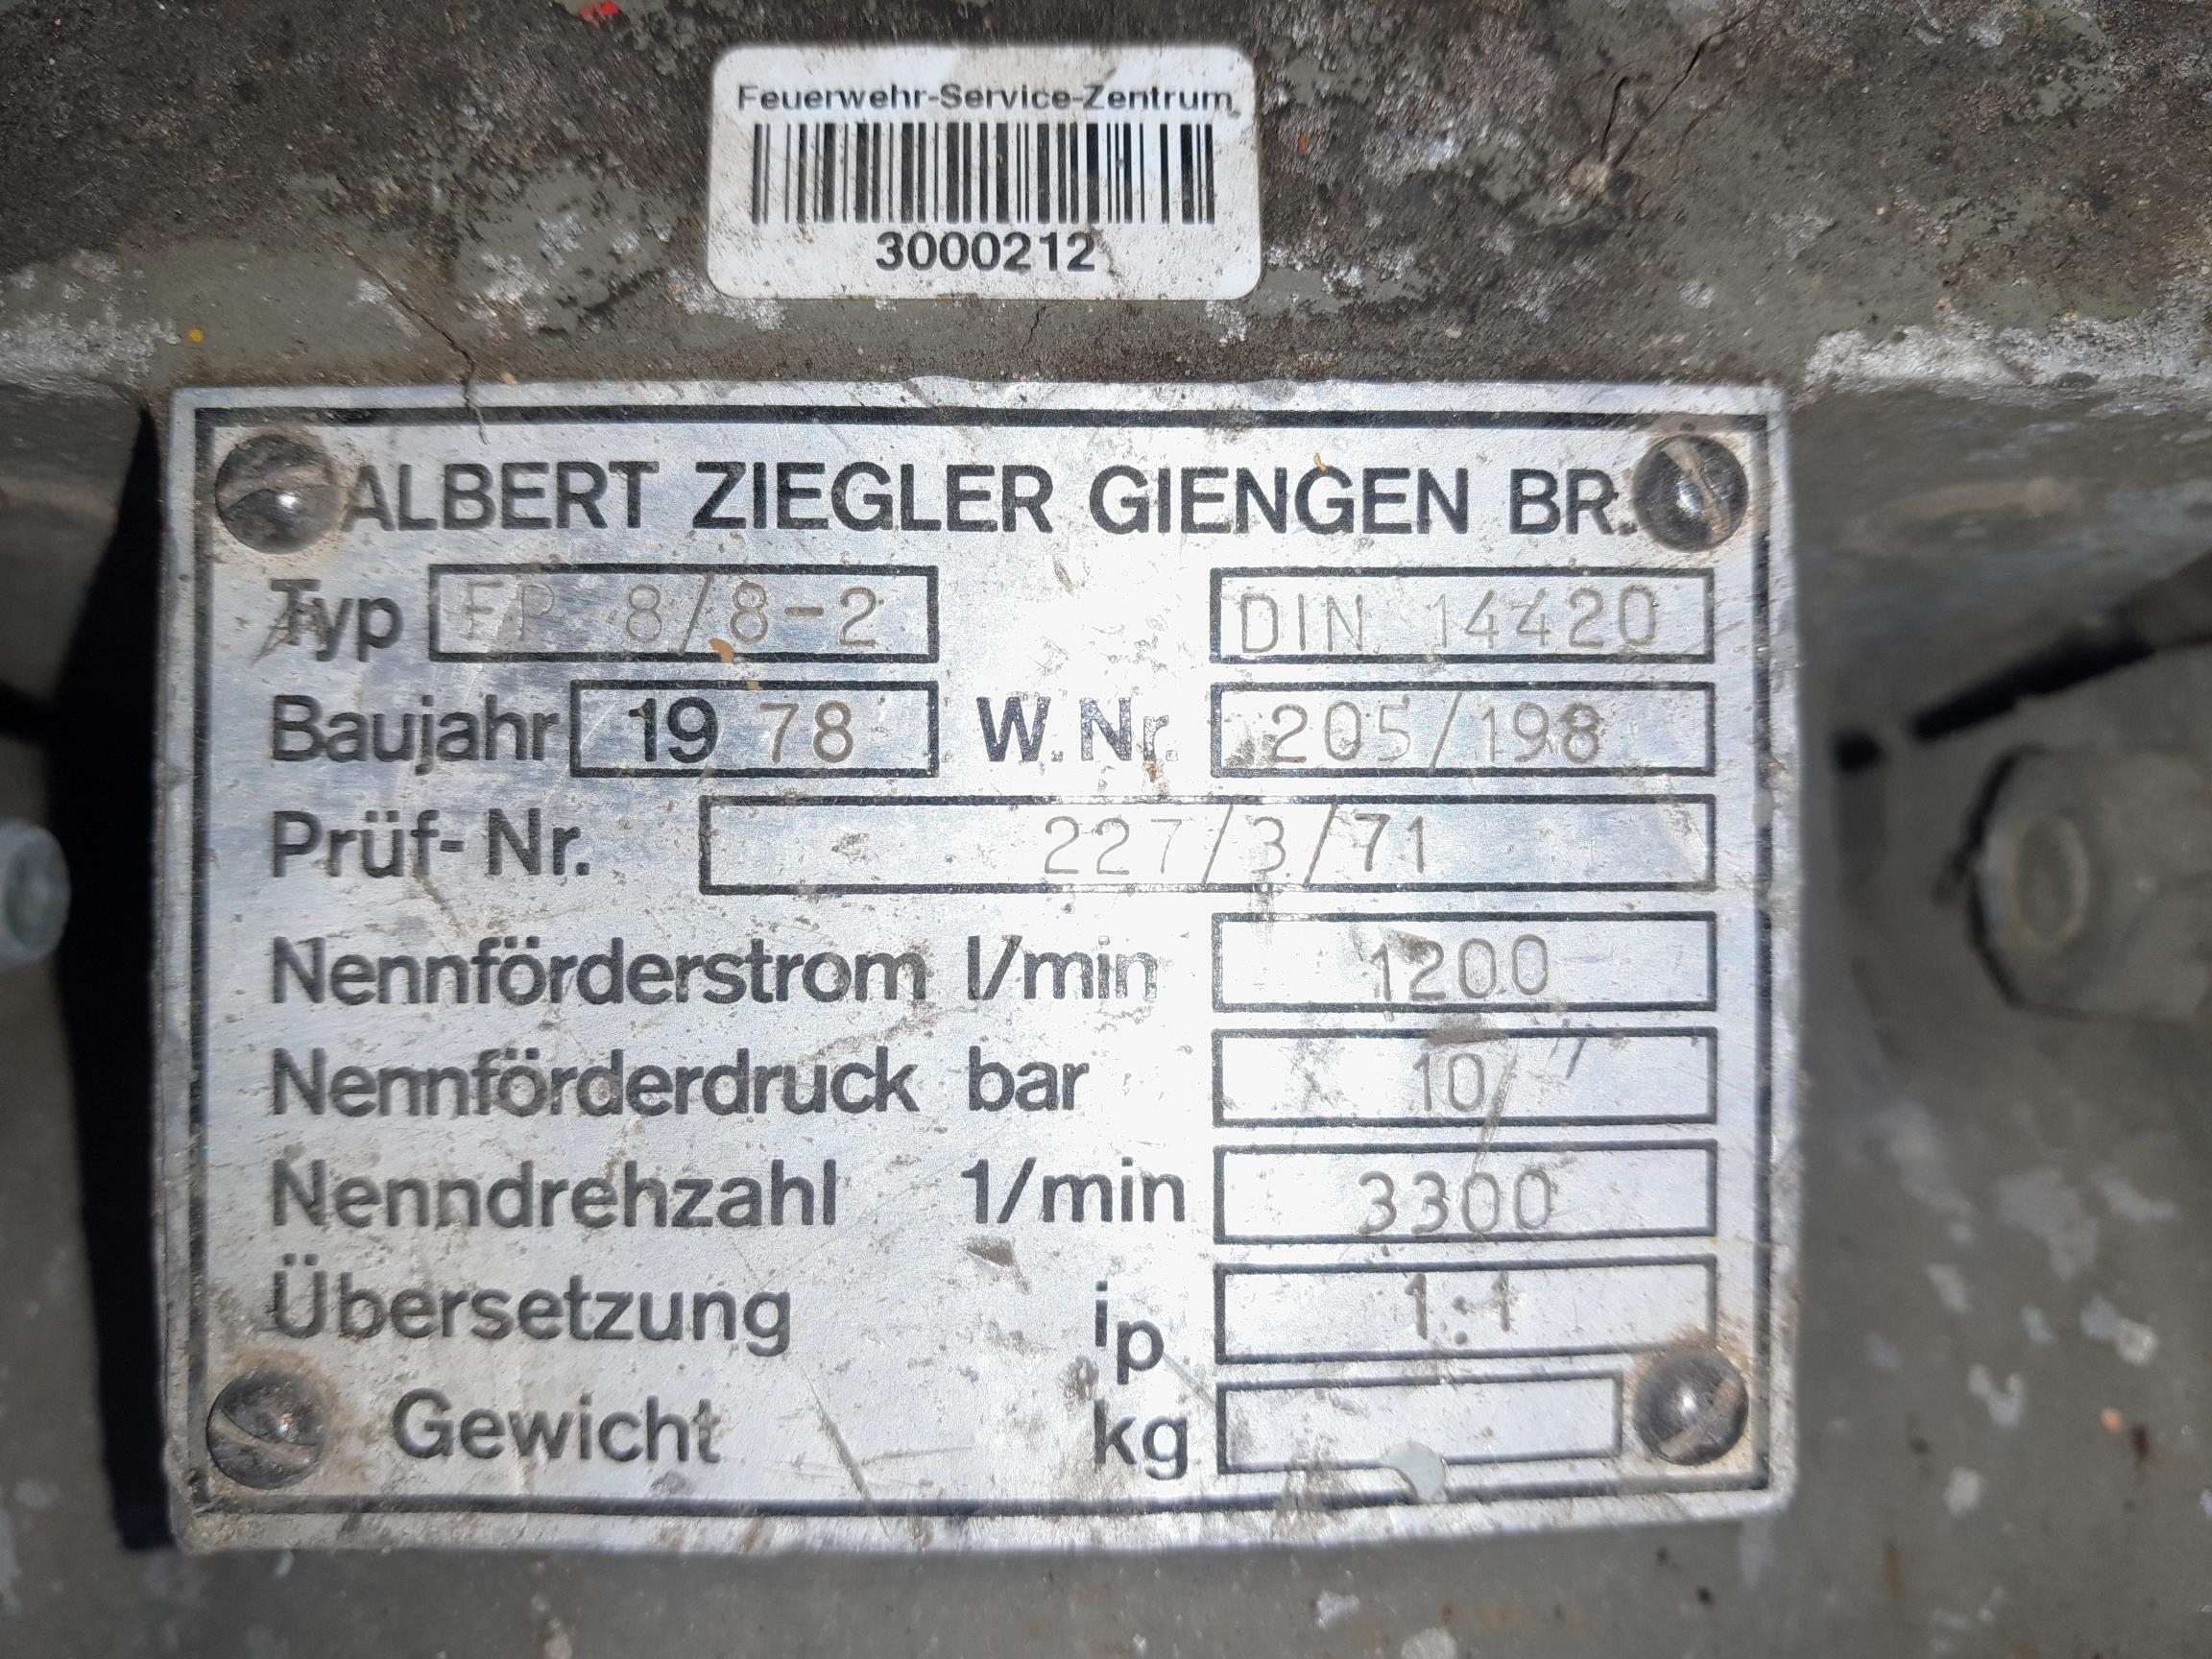 Feuerwehr-Service-Zentrum
3000212
ALBERT ZIEGLER GIENGEN BR.
Typ FP 8/8-2 DIN 14420
Baujahr 1978 W.Nr. 205/198
Prüf-Nr. 227/3/71
Nennförderstrom l/min 1200
Nennförderdruck bar 10
Nenndrehzahl 1/min 3300
Übersetzung ip 1:1
Gewicht kg